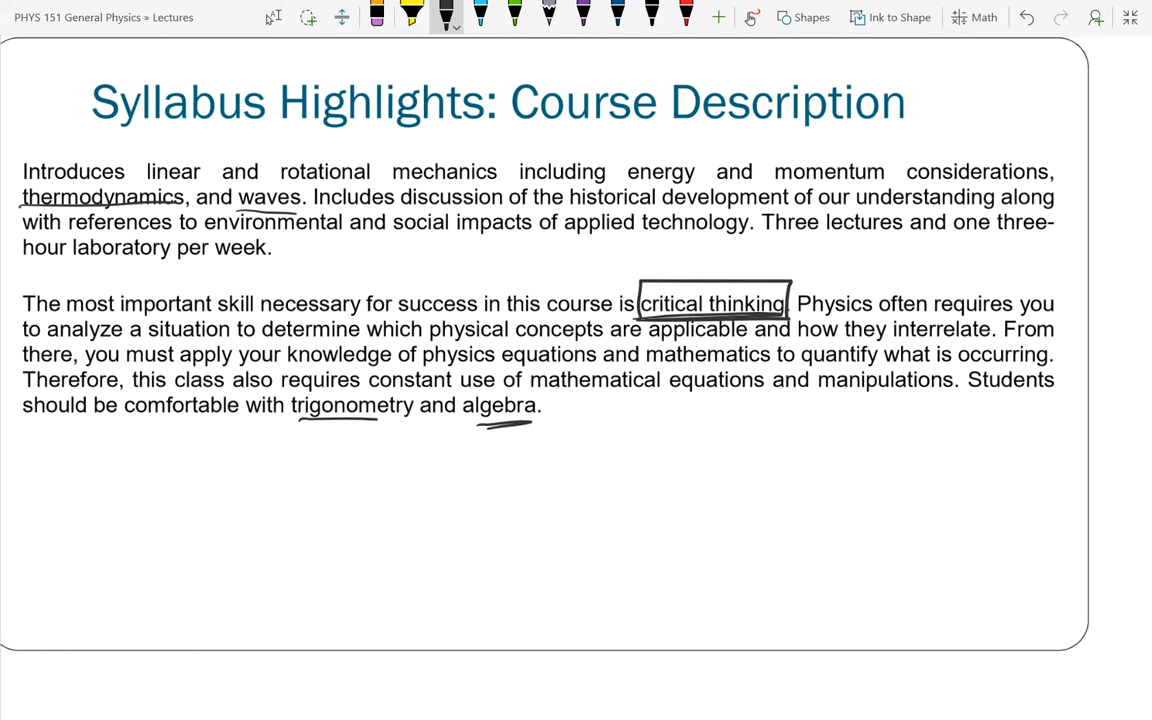 PHYS 151 General Physics » Lectures
Shapes
Ink to Shape
Math
Syllabus Highlights: Course Description
Introduces linear and rotational mechanics including energy and momentum considerations,
thermodynamics, and waves. Includes discussion of the historical development of our understanding along
with references to environmental and social impacts of applied technology. Three lectures and one three-
hour laboratory per week.
The most important skill necessary for success in this course is critical thinking. Physics often requires you
to analyze a situation to determine which physical concepts are applicable and how they interrelate. From
there, you must apply your knowledge of physics equations and mathematics to quantify what is occurring.
Therefore, this class also requires constant use of mathematical equations and manipulations. Students
should be comfortable with trigonometry and algebra.